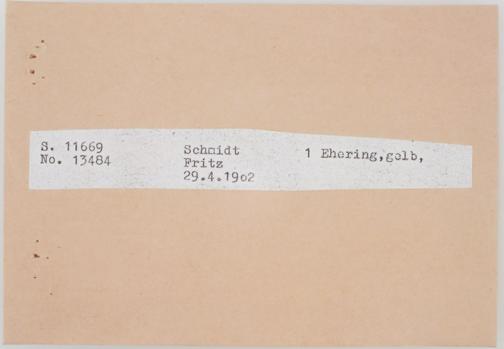 S. 11669
No. 13484
Schmidt
Fritz
29.4.1902
1 Ehering,gelb,